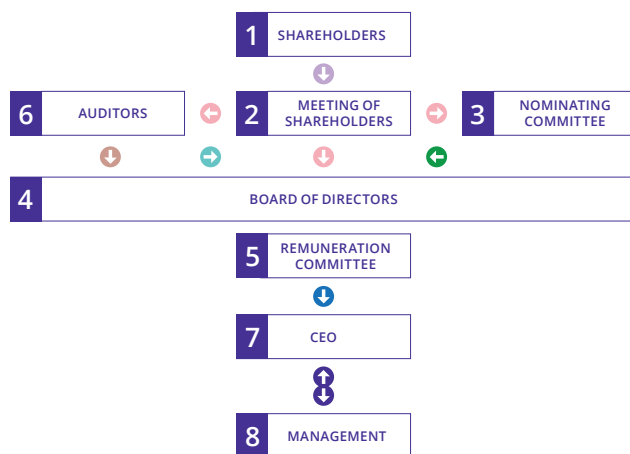 1 SHAREHOLDERS
6 AUDITORS
2 MEETING OF
SHAREHOLDERS
3 NOMINATING
COMMITTEE
4 BOARD OF DIRECTORS
5 REMUNERATION
COMMITTEE
7 CEO
8 MANAGEMENT